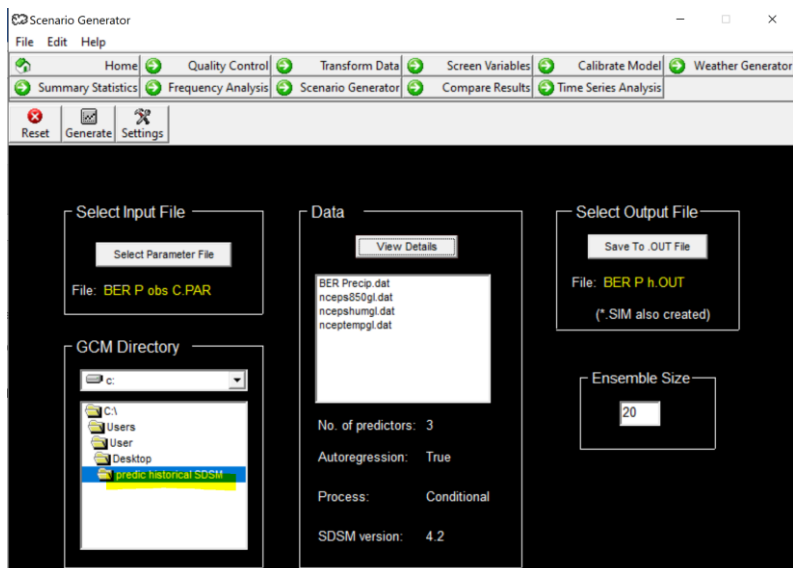 Scenario Generator
File Edit Help
Home Quality Control Transform Data Screen Variables Calibrate Model Weather Generator
Summary Statistics Frequency Analysis Scenario Generator Compare Results Time Series Analysis
Reset Generate Settings
Select Input File
Select Parameter File
File: BER P obs C.PAR
GCM Directory
c:
C:\
Users
User
Desktop
predic historical SDSM
Data
View Details
BER Precip.dat
nceps850gl.dat
ncepshumgl.dat
nceptempgl.dat
No. of predictors: 3
Autoregression: True
Process: Conditional
SDSM version: 4.2
Select Output File
Save To .OUT File
File: BER P h.OUT
(*.SIM also created)
Ensemble Size
20